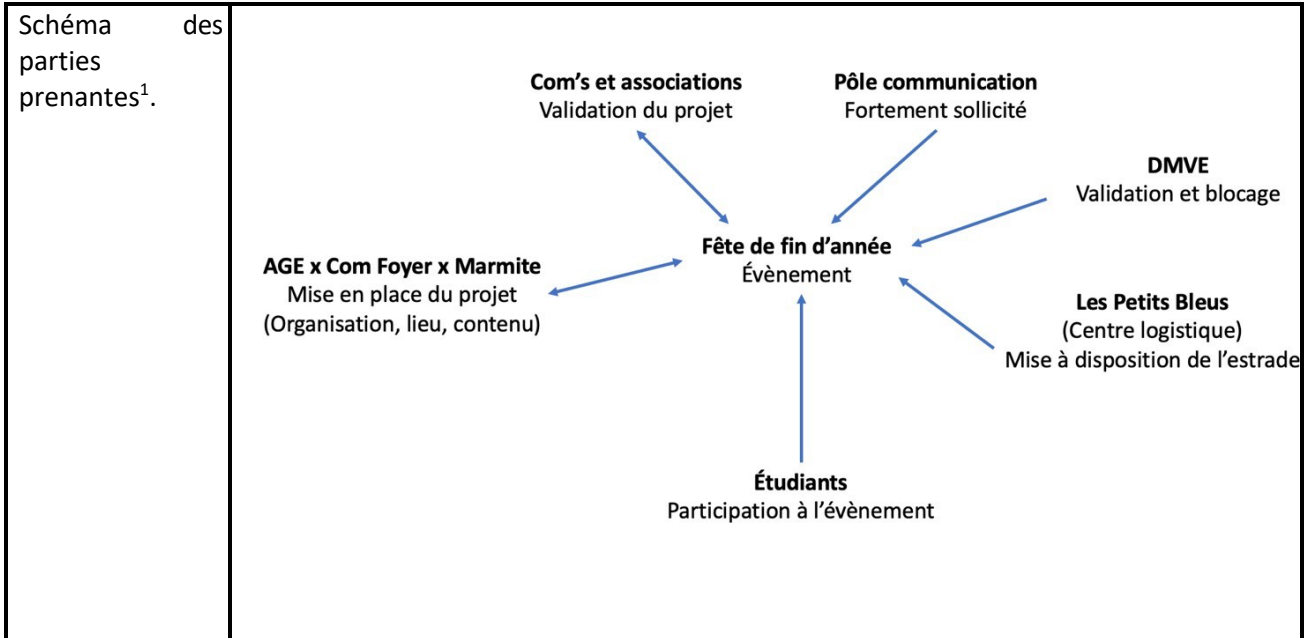 Schéma des
parties
prenantes¹.
Com's et associations
Validation du projet
Pôle communication
Fortement sollicité
DMVE
Validation et blocage
Fête de fin d'année
Évènement
AGE x Com Foyer x Marmite
Mise en place du projet
(Organisation, lieu, contenu)
Les Petits Bleus
(Centre logistique)
Mise à disposition de l'estrade
Étudiants
Participation à l'évènement